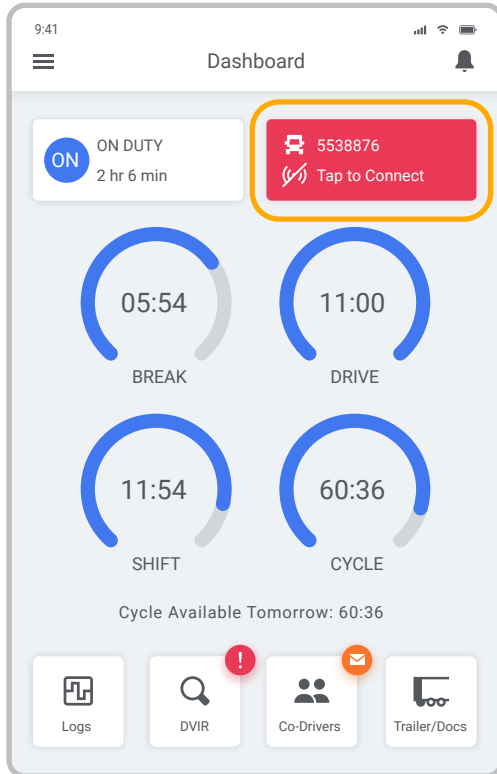 9:41
Dashboard
ON
ON DUTY
2 hr 6 min
5538876
Tap to Connect
05:54
BREAK
11:00
DRIVE
11:54
SHIFT
60:36
CYCLE
Cycle Available Tomorrow: 60:36
!
Logs
DVIR
Co-Drivers
Trailer/Docs